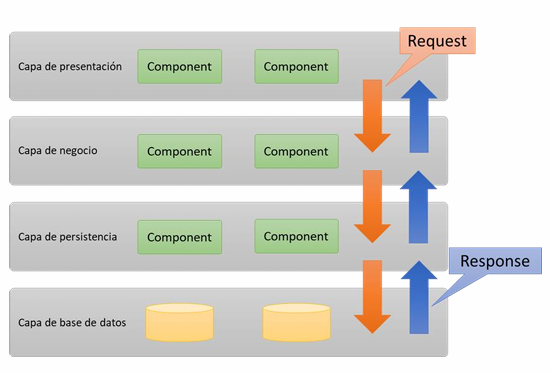 Request
Capa de presentación
Component
Component
Capa de negocio
Component
Component
Capa de persistencia
Component
Component
Response
Capa de base de datos